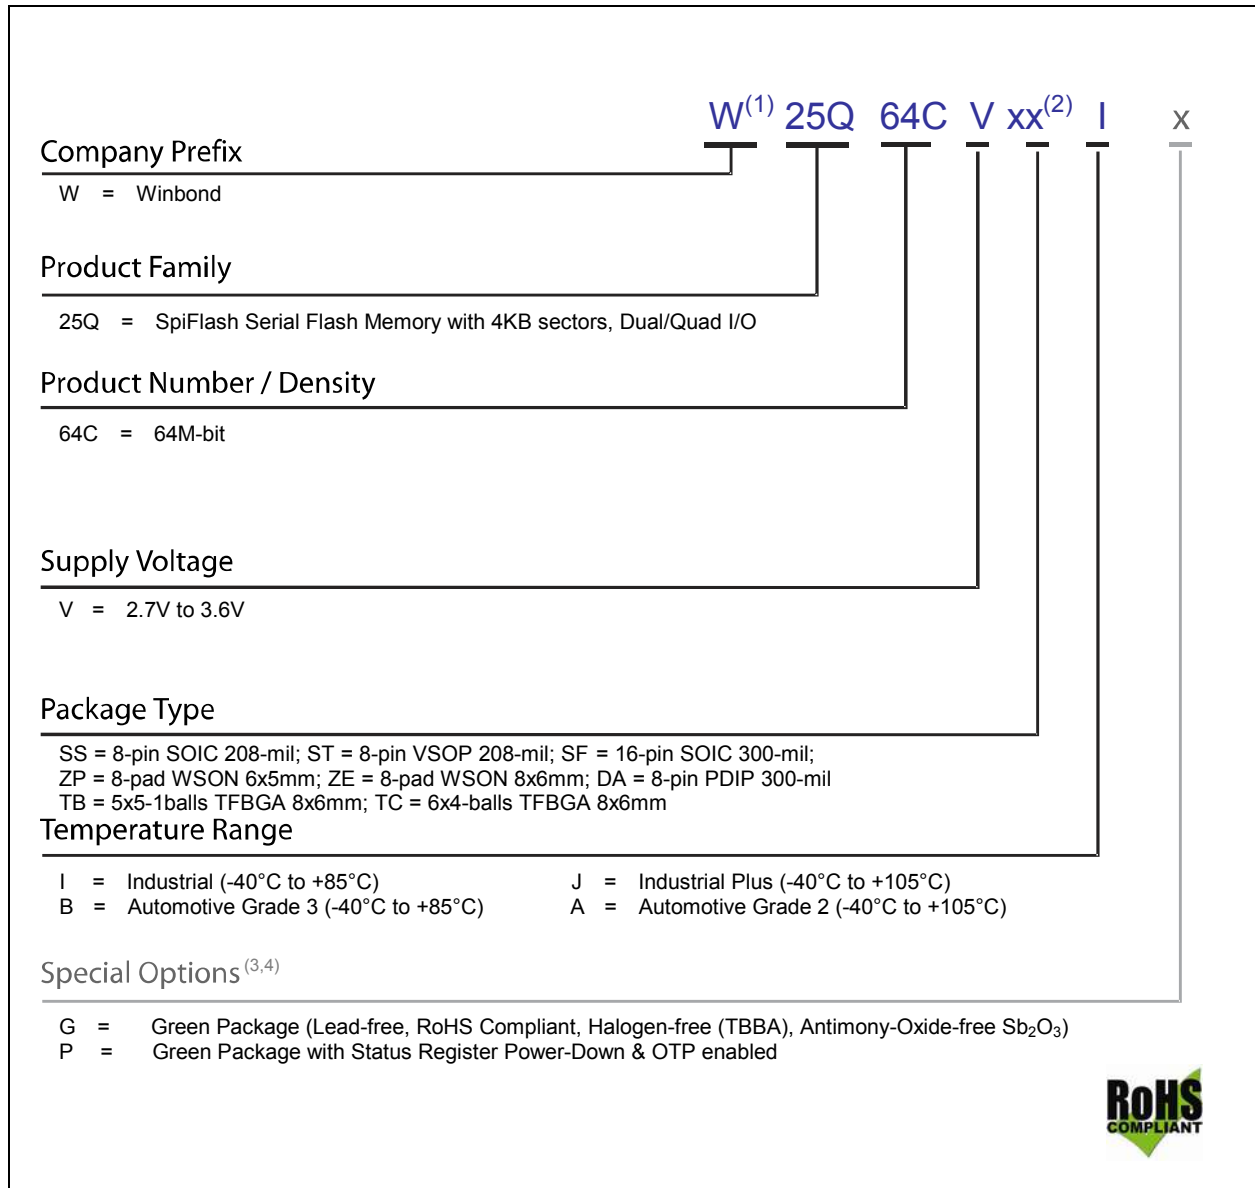 W(1) 25Q 64C V xx(2) I x
Company Prefix
W = Winbond
Product Family
25Q = SpiFlash Serial Flash Memory with 4KB sectors, Dual/Quad I/O
Product Number / Density
64C = 64M-bit
Supply Voltage
V = 2.7V to 3.6V
Package Type
SS = 8-pin SOIC 208-mil; ST = 8-pin VSOP 208-mil; SF = 16-pin SOIC 300-mil;
ZP = 8-pad WSON 6x5mm; ZE = 8-pad WSON 8x6mm; DA = 8-pin PDIP 300-mil
TB = 5x5-1balls TFBGA 8x6mm; TC = 6x4-balls TFBGA 8x6mm
Temperature Range
I = Industrial (-40°C to +85°C) J = Industrial Plus (-40°C to +105°C)
B = Automotive Grade 3 (-40°C to +85°C) A = Automotive Grade 2 (-40°C to +105°C)
Special Options (3,4)
G = Green Package (Lead-free, RoHS Compliant, Halogen-free (TBBA), Antimony-Oxide-free Sb₂O₃)
P = Green Package with Status Register Power-Down & OTP enabled
RoHS
COMPLIANT